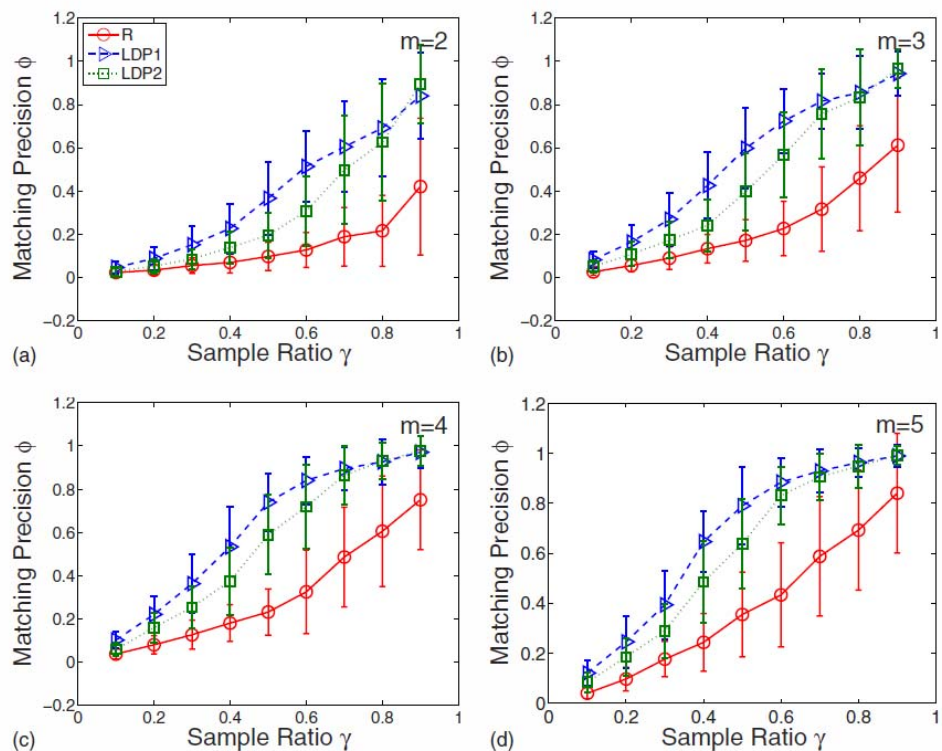 1.2
1
0.8
0.6
0.4
0.2
0
−0.2
Matching Precision ϕ
R
LDP1
LDP2
m=2
0 0.2 0.4 0.6 0.8 1
Sample Ratio γ
(a)
1.2
1
0.8
0.6
0.4
0.2
0
−0.2
Matching Precision ϕ
m=3
0 0.2 0.4 0.6 0.8 1
Sample Ratio γ
(b)
1.2
1
0.8
0.6
0.4
0.2
0
−0.2
Matching Precision ϕ
m=4
0 0.2 0.4 0.6 0.8 1
Sample Ratio γ
(c)
1.2
1
0.8
0.6
0.4
0.2
0
Matching Precision ϕ
m=5
0 0.2 0.4 0.6 0.8 1
Sample Ratio γ
(d)